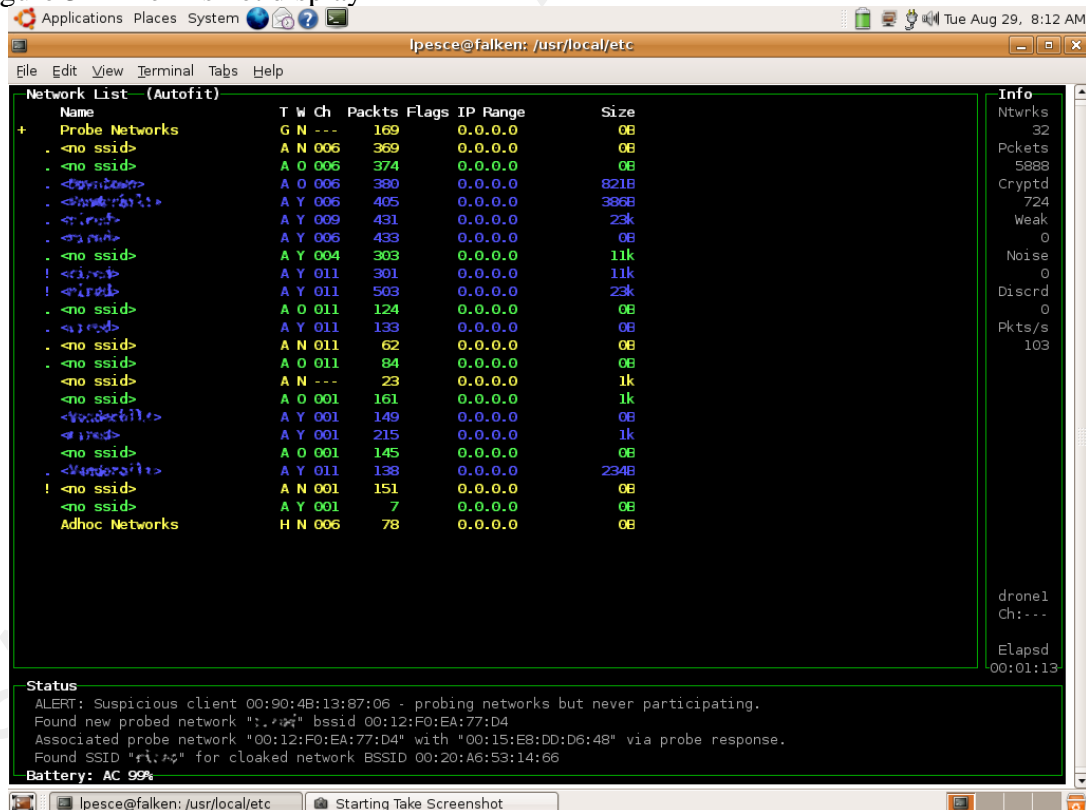 Applications Places System Tue Aug 29, 8:12 AM
lpesce@falken: /usr/local/etc
File Edit View Terminal Tabs Help
Network List—(Autofit) Info
Name T W Ch Packts Flags IP Range Size Ntwrks
+ Probe Networks G N --- 169 0.0.0.0 0B 32
. <no ssid> A N 006 369 0.0.0.0 0B Pckets
. <no ssid> A O 006 374 0.0.0.0 0B 5888
. A O 006 380 0.0.0.0 821B Cryptd
. A Y 006 405 0.0.0.0 386B 724
. A Y 009 431 0.0.0.0 23k Weak
. A Y 006 433 0.0.0.0 0B 0
. <no ssid> A Y 004 303 0.0.0.0 11k Noise
! A Y 011 301 0.0.0.0 11k 0
! A Y 011 503 0.0.0.0 23k Discrd
. <no ssid> A O 011 124 0.0.0.0 0B 0
. A Y 011 133 0.0.0.0 0B Pkts/s
. <no ssid> A N 011 62 0.0.0.0 0B 103
. <no ssid> A O 011 84 0.0.0.0 0B
<no ssid> A N --- 23 0.0.0.0 1k
<no ssid> A O 001 161 0.0.0.0 1k
A Y 001 149 0.0.0.0 0B
A Y 001 215 0.0.0.0 1k
<no ssid> A O 001 145 0.0.0.0 0B
. A Y 011 138 0.0.0.0 234B
! <no ssid> A N 001 151 0.0.0.0 0B
<no ssid> A Y 001 7 0.0.0.0 0B
Adhoc Networks H N 006 78 0.0.0.0 0B
drone1
Ch:---
Elapsd
00:01:13
Status
ALERT: Suspicious client 00:90:4B:13:87:06 - probing networks but never participating.
Found new probed network "" bssid 00:12:F0:EA:77:D4
Associated probe network "00:12:F0:EA:77:D4" with "00:15:E8:DD:D6:48" via probe response.
Found SSID "" for cloaked network BSSID 00:20:A6:53:14:66
Battery: AC 99%
lpesce@falken: /usr/local/etc Starting Take Screenshot